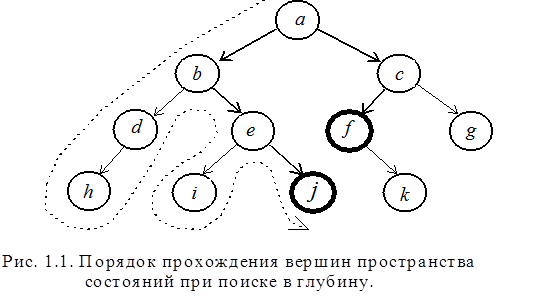 a
b
c
d
e
f
g
h
i
j
k
Рис. 1.1. Порядок прохождения вершин пространства
состояний при поиске в глубину.